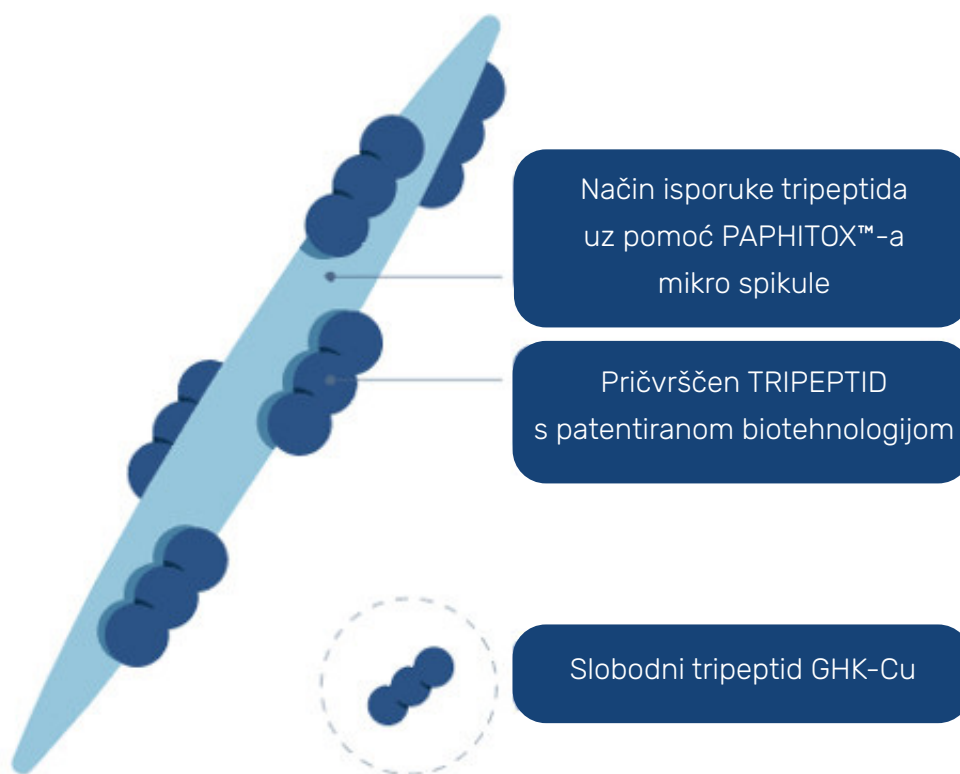 Način isporuke tripeptida
uz pomoć PAPHITOX™-a
mikro spikule
Pričvršćen TRIPEPTID
s patentiranom biotehnologijom
Slobodni tripeptid GHK-Cu